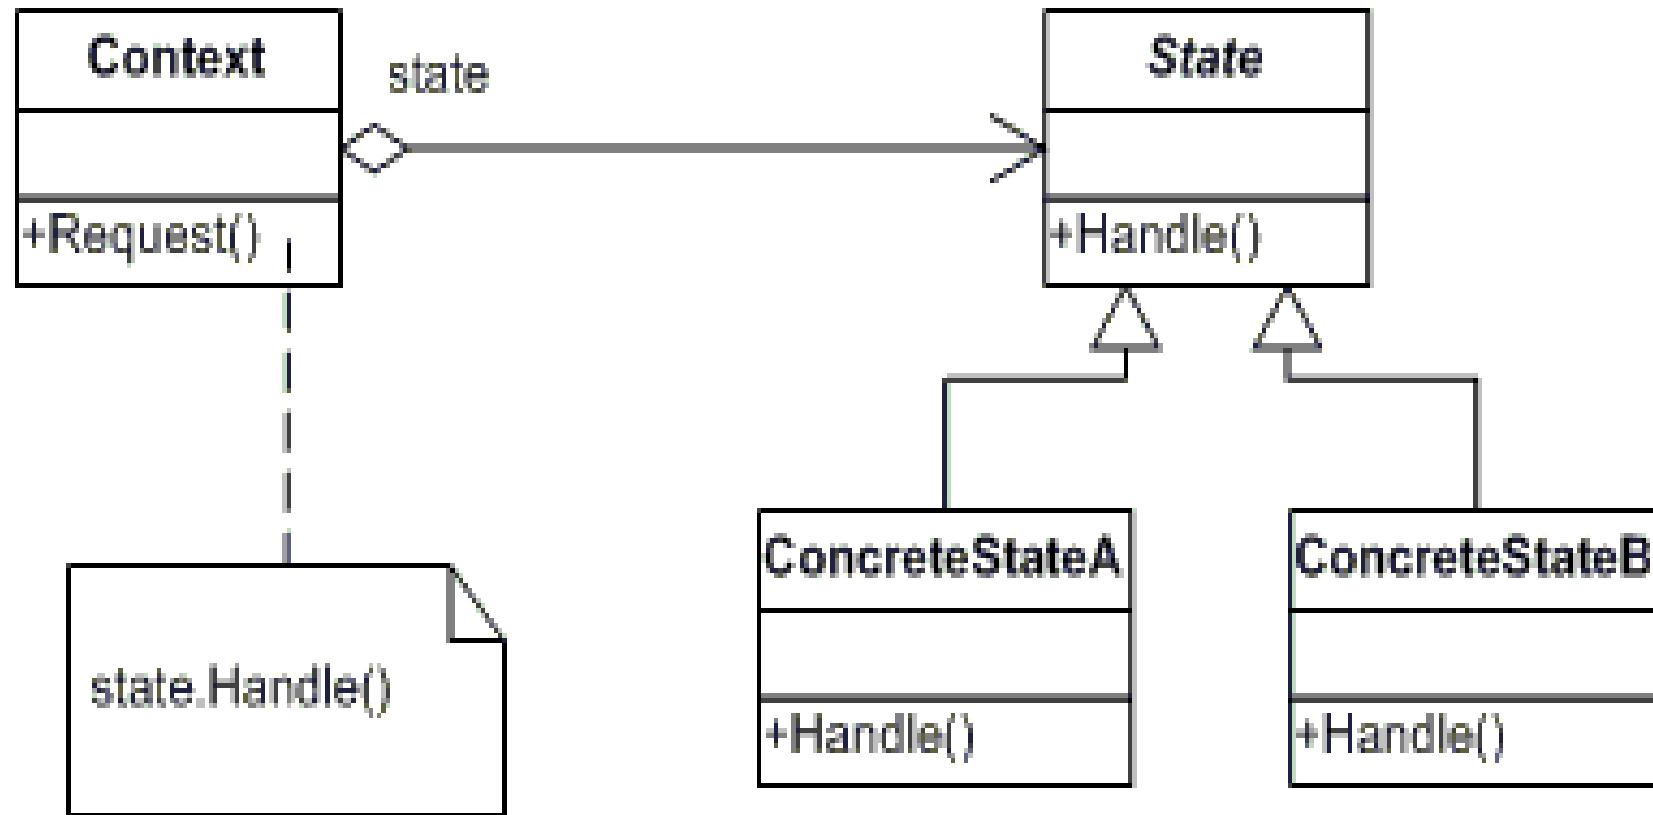 Context
state
State
+Request()
+Handle()
ConcreteStateA
ConcreteStateB
state.Handle()
+Handle()
+Handle()